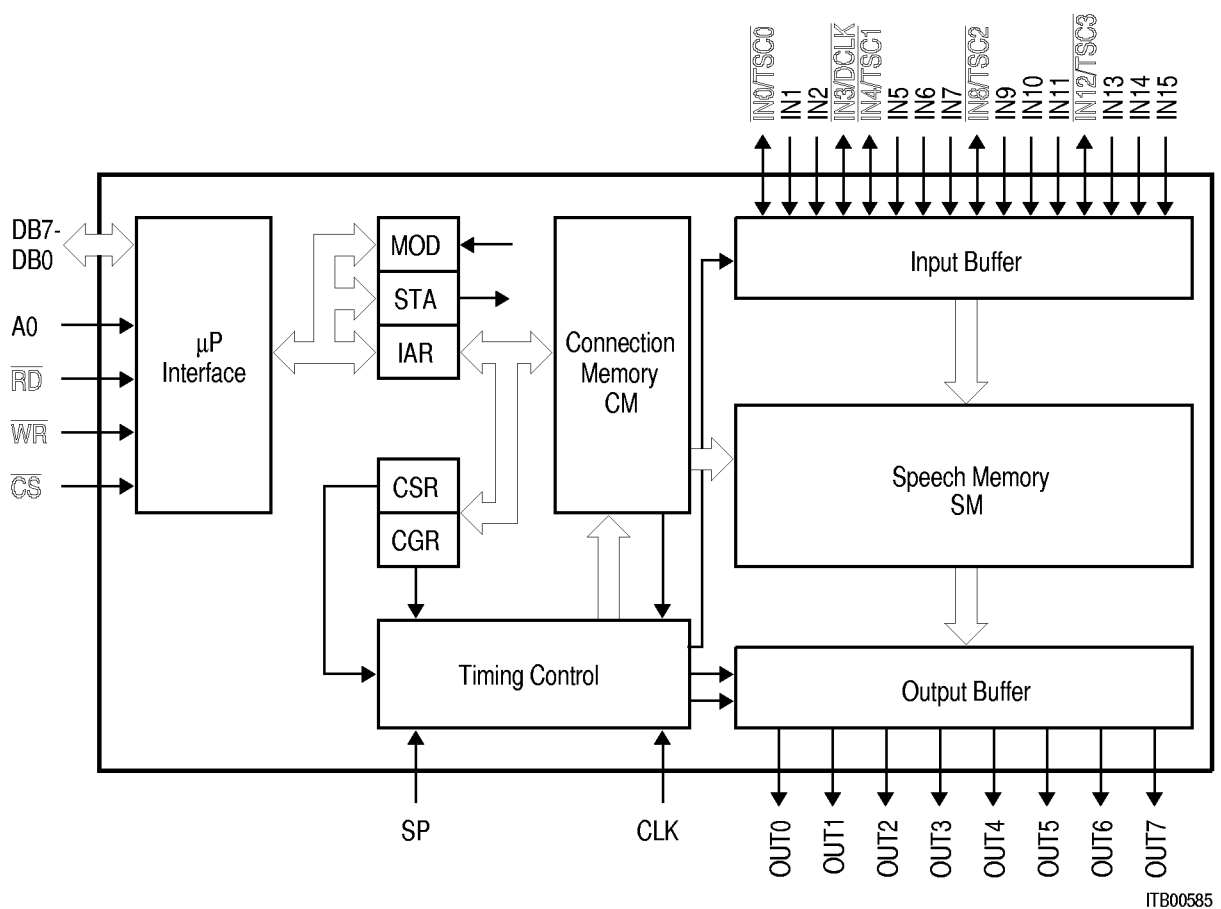 IN0/TSC0
IN1
IN2
IN3/DCLK
IN4/TSC1
IN5
IN6
IN7
IN8/TSC2
IN9
IN10
IN11
IN12/TSC3
IN13
IN14
IN15
DB7-
DB0
A0
RD
WR
CS
µP
Interface
MOD
STA
IAR
CSR
CGR
Connection
Memory
CM
Input Buffer
Speech Memory
SM
Timing Control
Output Buffer
SP
CLK
OUT0
OUT1
OUT2
OUT3
OUT4
OUT5
OUT6
OUT7
ITB00585